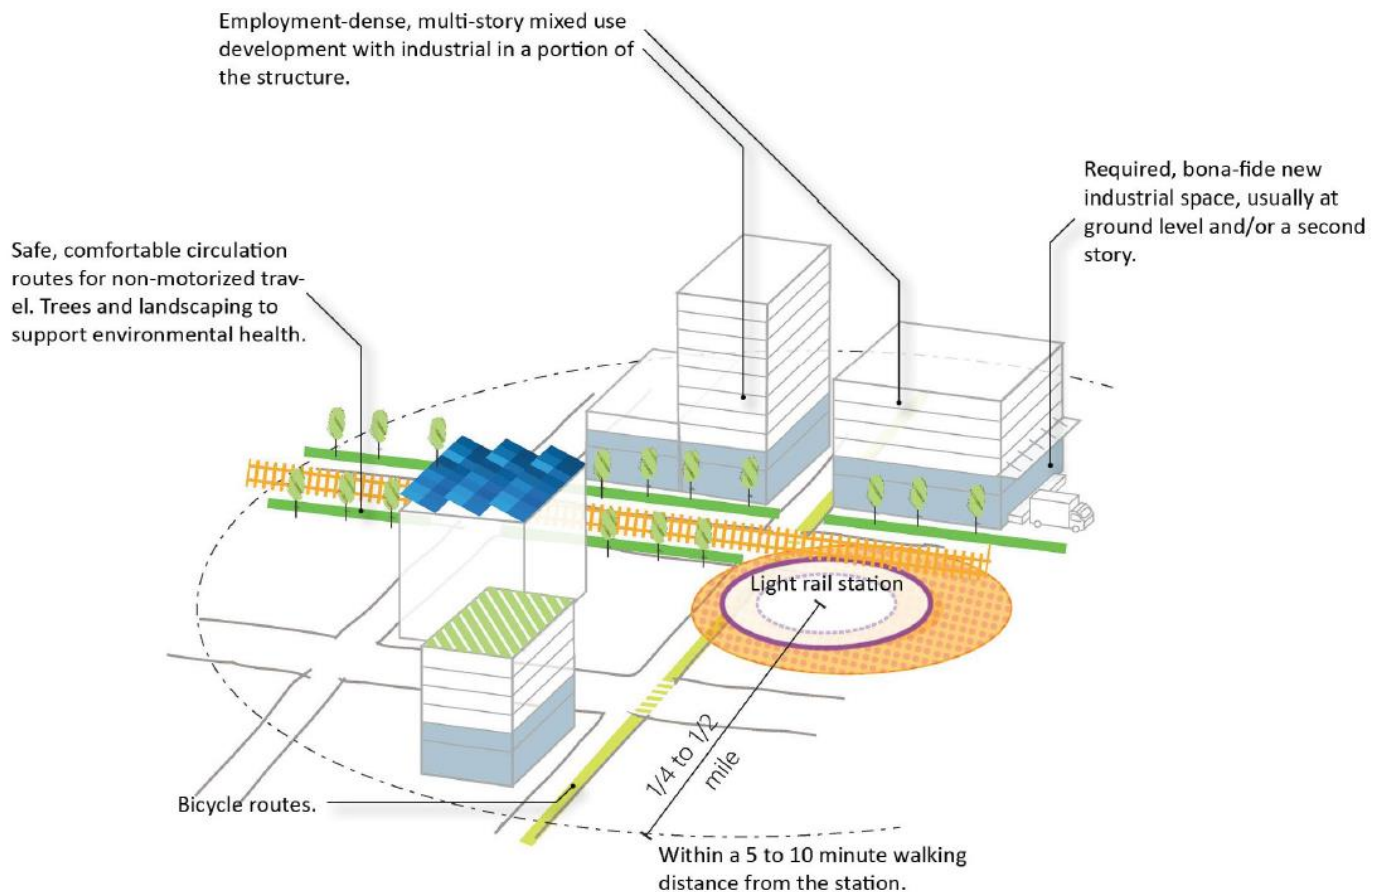 Employment-dense, multi-story mixed use
development with industrial in a portion of
the structure.
Required, bona-fide new
industrial space, usually at
ground level and/or a second
story.
Safe, comfortable circulation
routes for non-motorized trav-
el. Trees and landscaping to
support environmental health.
Light rail station
1/4 to 1/2
mile
Bicycle routes.
Within a 5 to 10 minute walking
distance from the station.